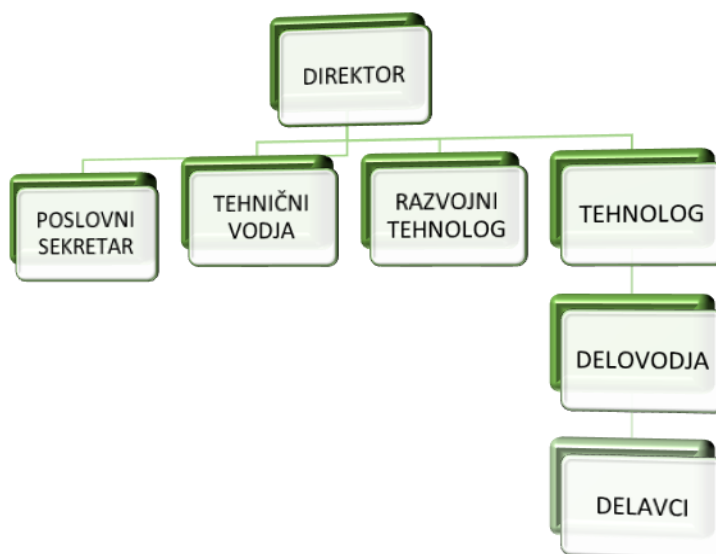 DIREKTOR
POSLOVNI
SEKRETAR
TEHNIČNI
VODJA
RAZVOJNI
TEHNOLOG
TEHNOLOG
DELOVODJA
DELAVCI